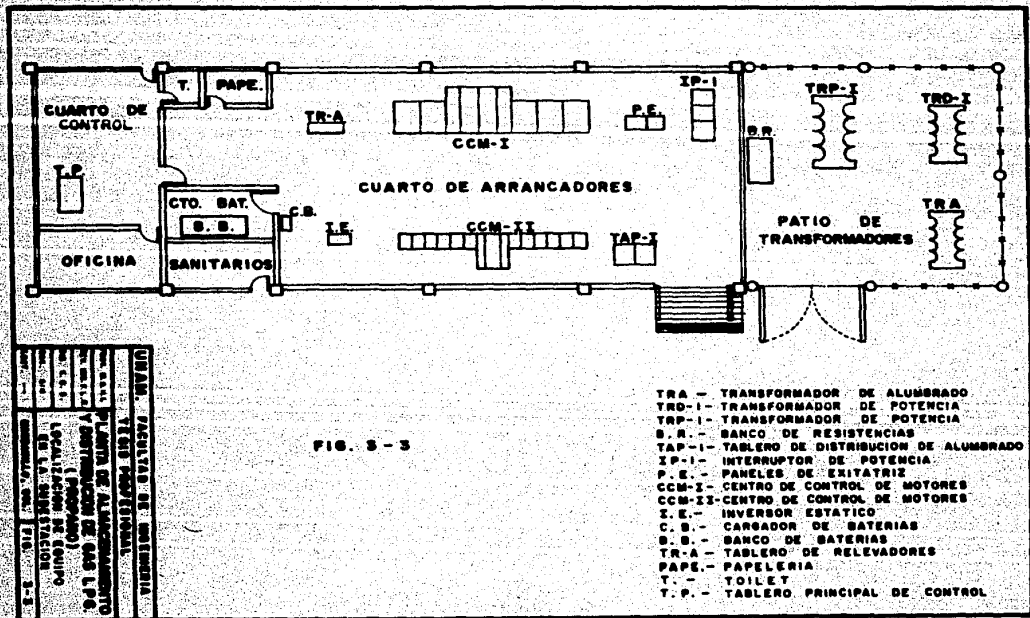 T.
PAPE.
CUARTO DE
CONTROL
T.P.
OFICINA
CTO. BAT.
B. B.
SANITARIOS
C.B.
TR-A
CCM-I
P.E.
IP-I
CUARTO DE ARRANCADORES
I.E.
CCM-II
TAP-I
B.R.
TRP-I
TRD-I
TRA
PATIO DE
TRANSFORMADORES
FIG. 3-3
TRA - TRANSFORMADOR DE ALUMBRADO
TRD-I- TRANSFORMADOR DE POTENCIA
TRP-I- TRANSFORMADOR DE POTENCIA
B. R.- BANCO DE RESISTENCIAS
TAP-I- TABLERO DE DISTRIBUCION DE ALUMBRADO
IP-I- INTERRUPTOR DE POTENCIA
P. E.- PANELES DE EXITATRIZ
CCM-I- CENTRO DE CONTROL DE MOTORES
CCM-II-CENTRO DE CONTROL DE MOTORES
I. E.- INVERSOR ESTATICO
C. B.- CARGADOR DE BATERIAS
B. B.- BANCO DE BATERIAS
TR-A - TABLERO DE RELEVADORES
PAPE.- PAPELERIA
T. - TOILET
T. P. - TABLERO PRINCIPAL DE CONTROL
FACULTAD DE INGENIERIA
TESIS PROFESIONAL
PLANTA DE ALMACENAMIENTO
Y DISTRIBUCION DE GAS L.P.G.
(PROPANO)
LOCALIZACION DE EQUIPO
EN LA SUBESTACION
FIG. 3-3